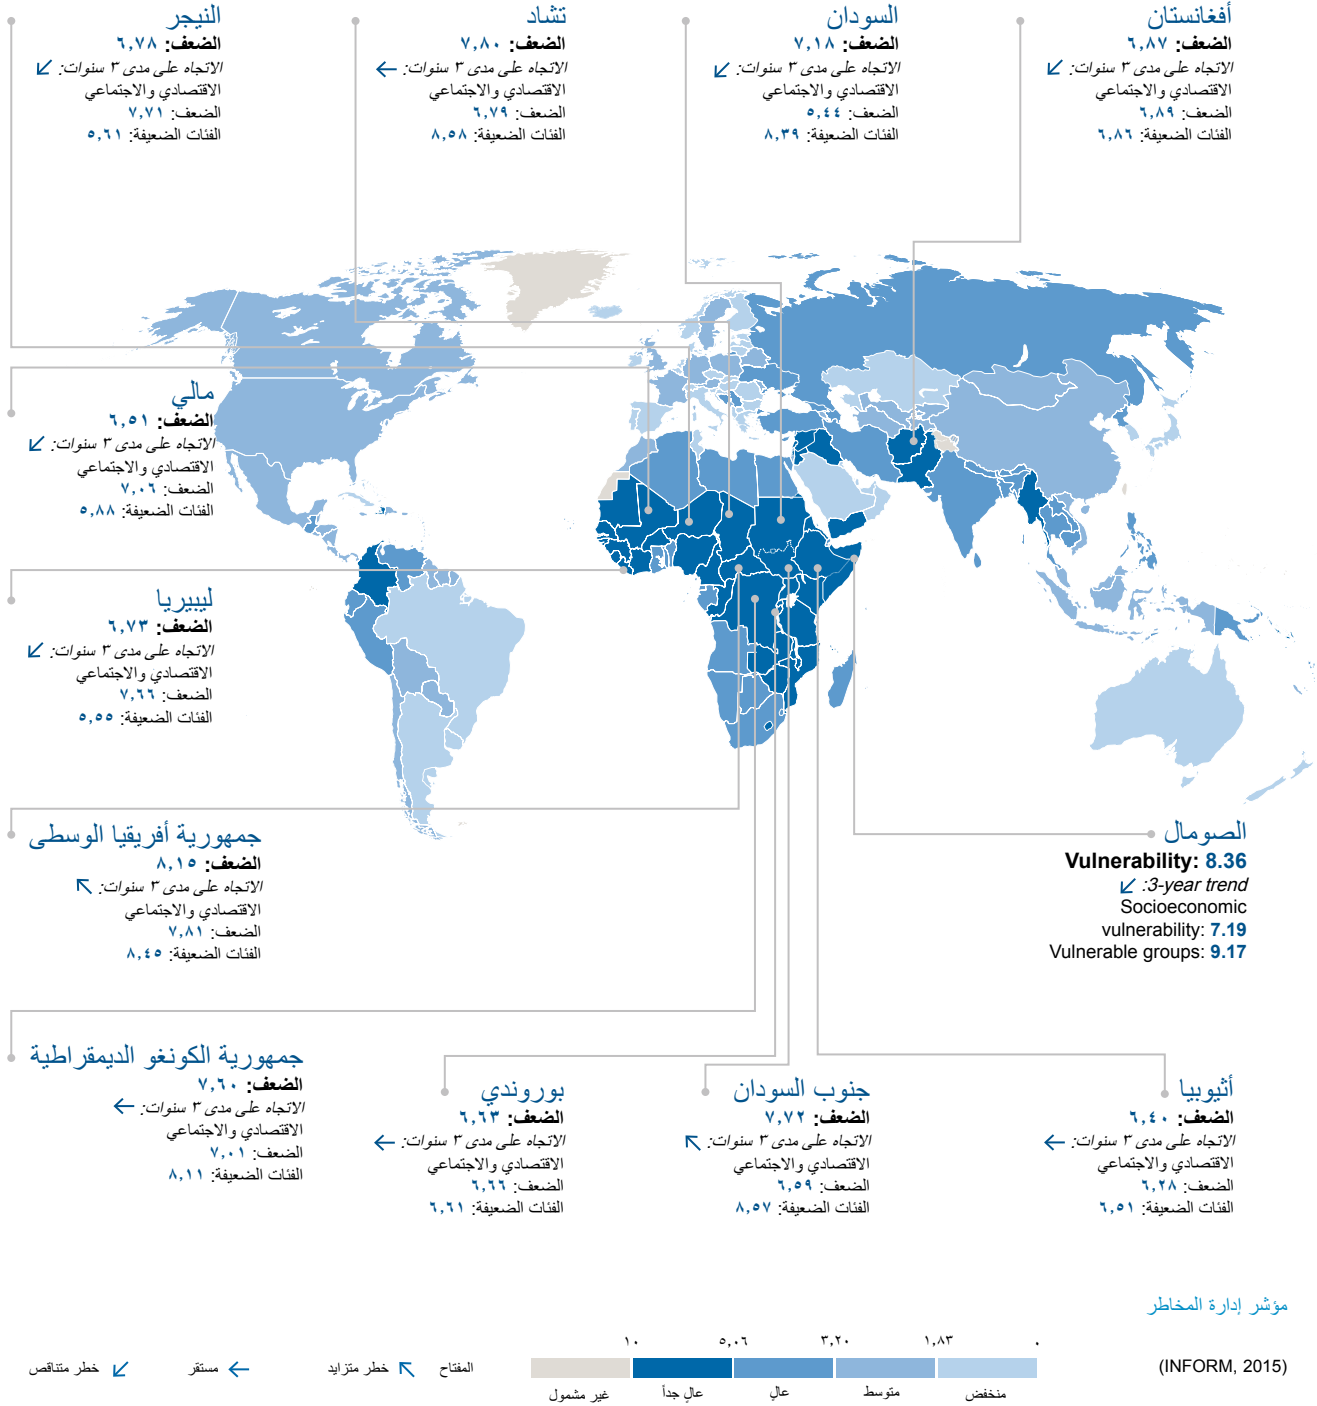 أفغانستان
الضعف: ٦,٨٧
الاتجاه على مدى ٣ سنوات: ↙
الاقتصادي والاجتماعي
الضعف: ٦,٨٩
الفئات الضعيفة: ٦,٨٦
السودان
الضعف: ٧,١٨
الاتجاه على مدى ٣ سنوات: ↙
الاقتصادي والاجتماعي
الضعف: ٥,٤٤
الفئات الضعيفة: ٨,٣٩
تشاد
الضعف: ٧,٨٠
الاتجاه على مدى ٣ سنوات: ←
الاقتصادي والاجتماعي
الضعف: ٦,٧٩
الفئات الضعيفة: ٨,٥٨
النيجر
الضعف: ٦,٧٨
الاتجاه على مدى ٣ سنوات: ↙
الاقتصادي والاجتماعي
الضعف: ٧,٧١
الفئات الضعيفة: ٥,٦١
مالي
الضعف: ٦,٥١
الاتجاه على مدى ٣ سنوات: ↙
الاقتصادي والاجتماعي
الضعف: ٧,٠٦
الفئات الضعيفة: ٥,٨٨
ليبيريا
الضعف: ٦,٧٣
الاتجاه على مدى ٣ سنوات: ↙
الاقتصادي والاجتماعي
الضعف: ٧,٦٦
الفئات الضعيفة: ٥,٥٥
الصومال
Vulnerability: 8.36
↙ :3-year trend
Socioeconomic
vulnerability: 7.19
Vulnerable groups: 9.17
جمهورية أفريقيا الوسطى
الضعف: ٨,١٥
الاتجاه على مدى ٣ سنوات: ↖
الاقتصادي والاجتماعي
الضعف: ٧,٨١
الفئات الضعيفة: ٨,٤٥
جمهورية الكونغو الديمقراطية
الضعف: ٧,٦٠
الاتجاه على مدى ٣ سنوات: ←
الاقتصادي والاجتماعي
الضعف: ٧,٠١
الفئات الضعيفة: ٨,١١
أثيوبيا
الضعف: ٦,٤٠
الاتجاه على مدى ٣ سنوات: ←
الاقتصادي والاجتماعي
الضعف: ٦,٢٨
الفئات الضعيفة: ٦,٥١
جنوب السودان
الضعف: ٧,٧٢
الاتجاه على مدى ٣ سنوات: ↖
الاقتصادي والاجتماعي
الضعف: ٦,٥٩
الفئات الضعيفة: ٨,٥٧
بوروندي
الضعف: ٦,٦٣
الاتجاه على مدى ٣ سنوات: ←
الاقتصادي والاجتماعي
الضعف: ٦,٦٦
الفئات الضعيفة: ٦,٦١
مؤشر إدارة المخاطر
(INFORM, 2015)
٠ ١,٨٣ ٣,٢٠ ٥,٠٦ ١٠
منخفض متوسط عالٍ عالٍ جداً غير مشمول
المفتاح ↖ خطر متزايد ← مستقر ↙ خطر متناقص